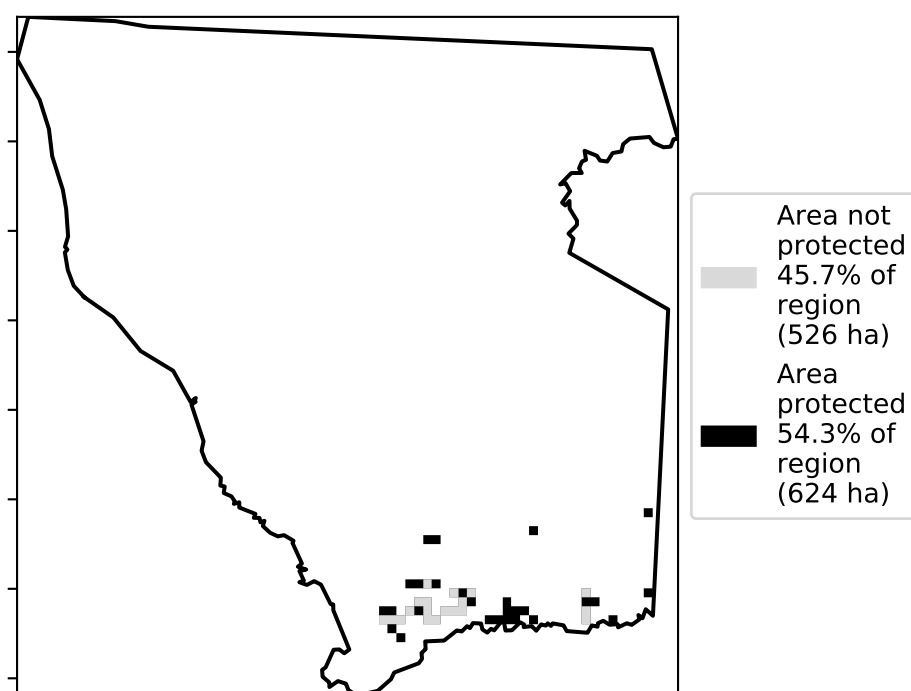 Area not
protected
45.7% of
region
(526 ha)
Area
protected
54.3% of
region
(624 ha)